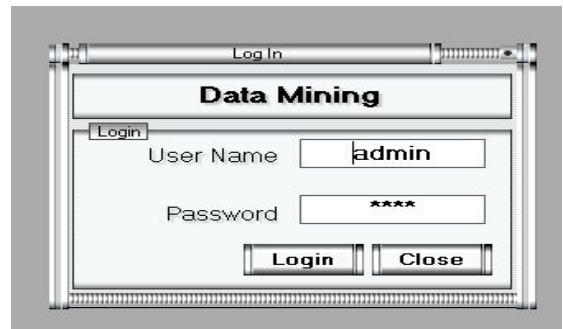 Log In
Data Mining
Login
User Name admin
Password ****
Login Close